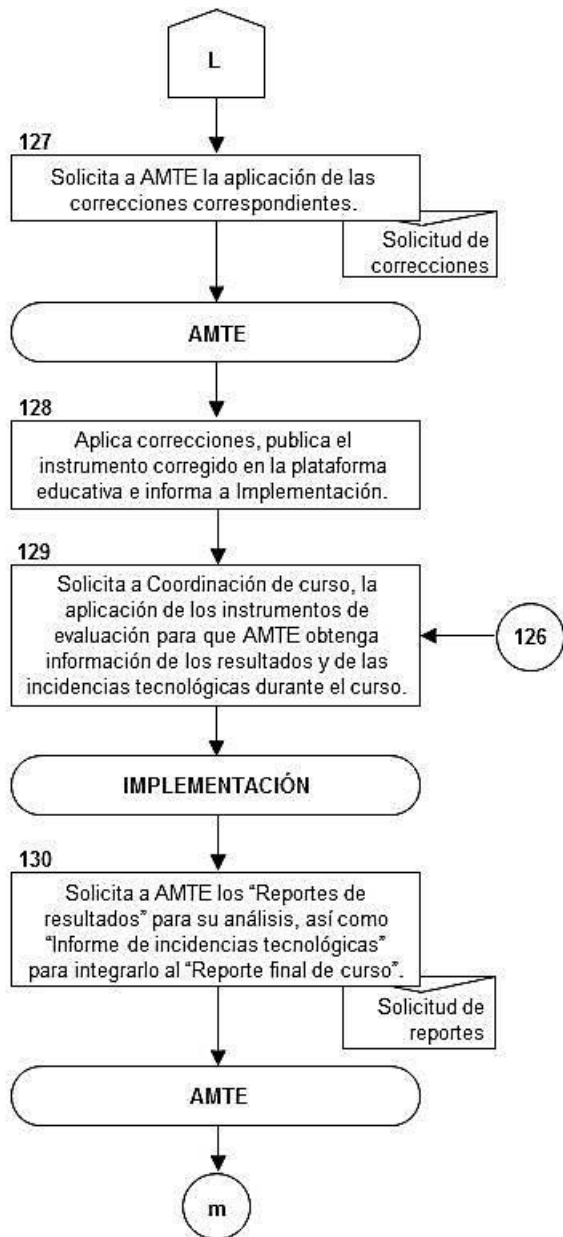 L
127
Solicita a AMTE la aplicación de las
correcciones correspondientes.
Solicitud de
correcciones
AMTE
128
Aplica correcciones, publica el
instrumento corregido en la plataforma
educativa e informa a Implementación.
129
Solicita a Coordinación de curso, la
aplicación de los instrumentos de
evaluación para que AMTE obtenga
información de los resultados y de las
incidencias tecnológicas durante el curso.
126
IMPLEMENTACIÓN
130
Solicita a AMTE los “Reportes de
resultados” para su análisis, así como
“Informe de incidencias tecnológicas”
para integrarlo al “Reporte final de curso”.
Solicitud de
reportes
AMTE
m